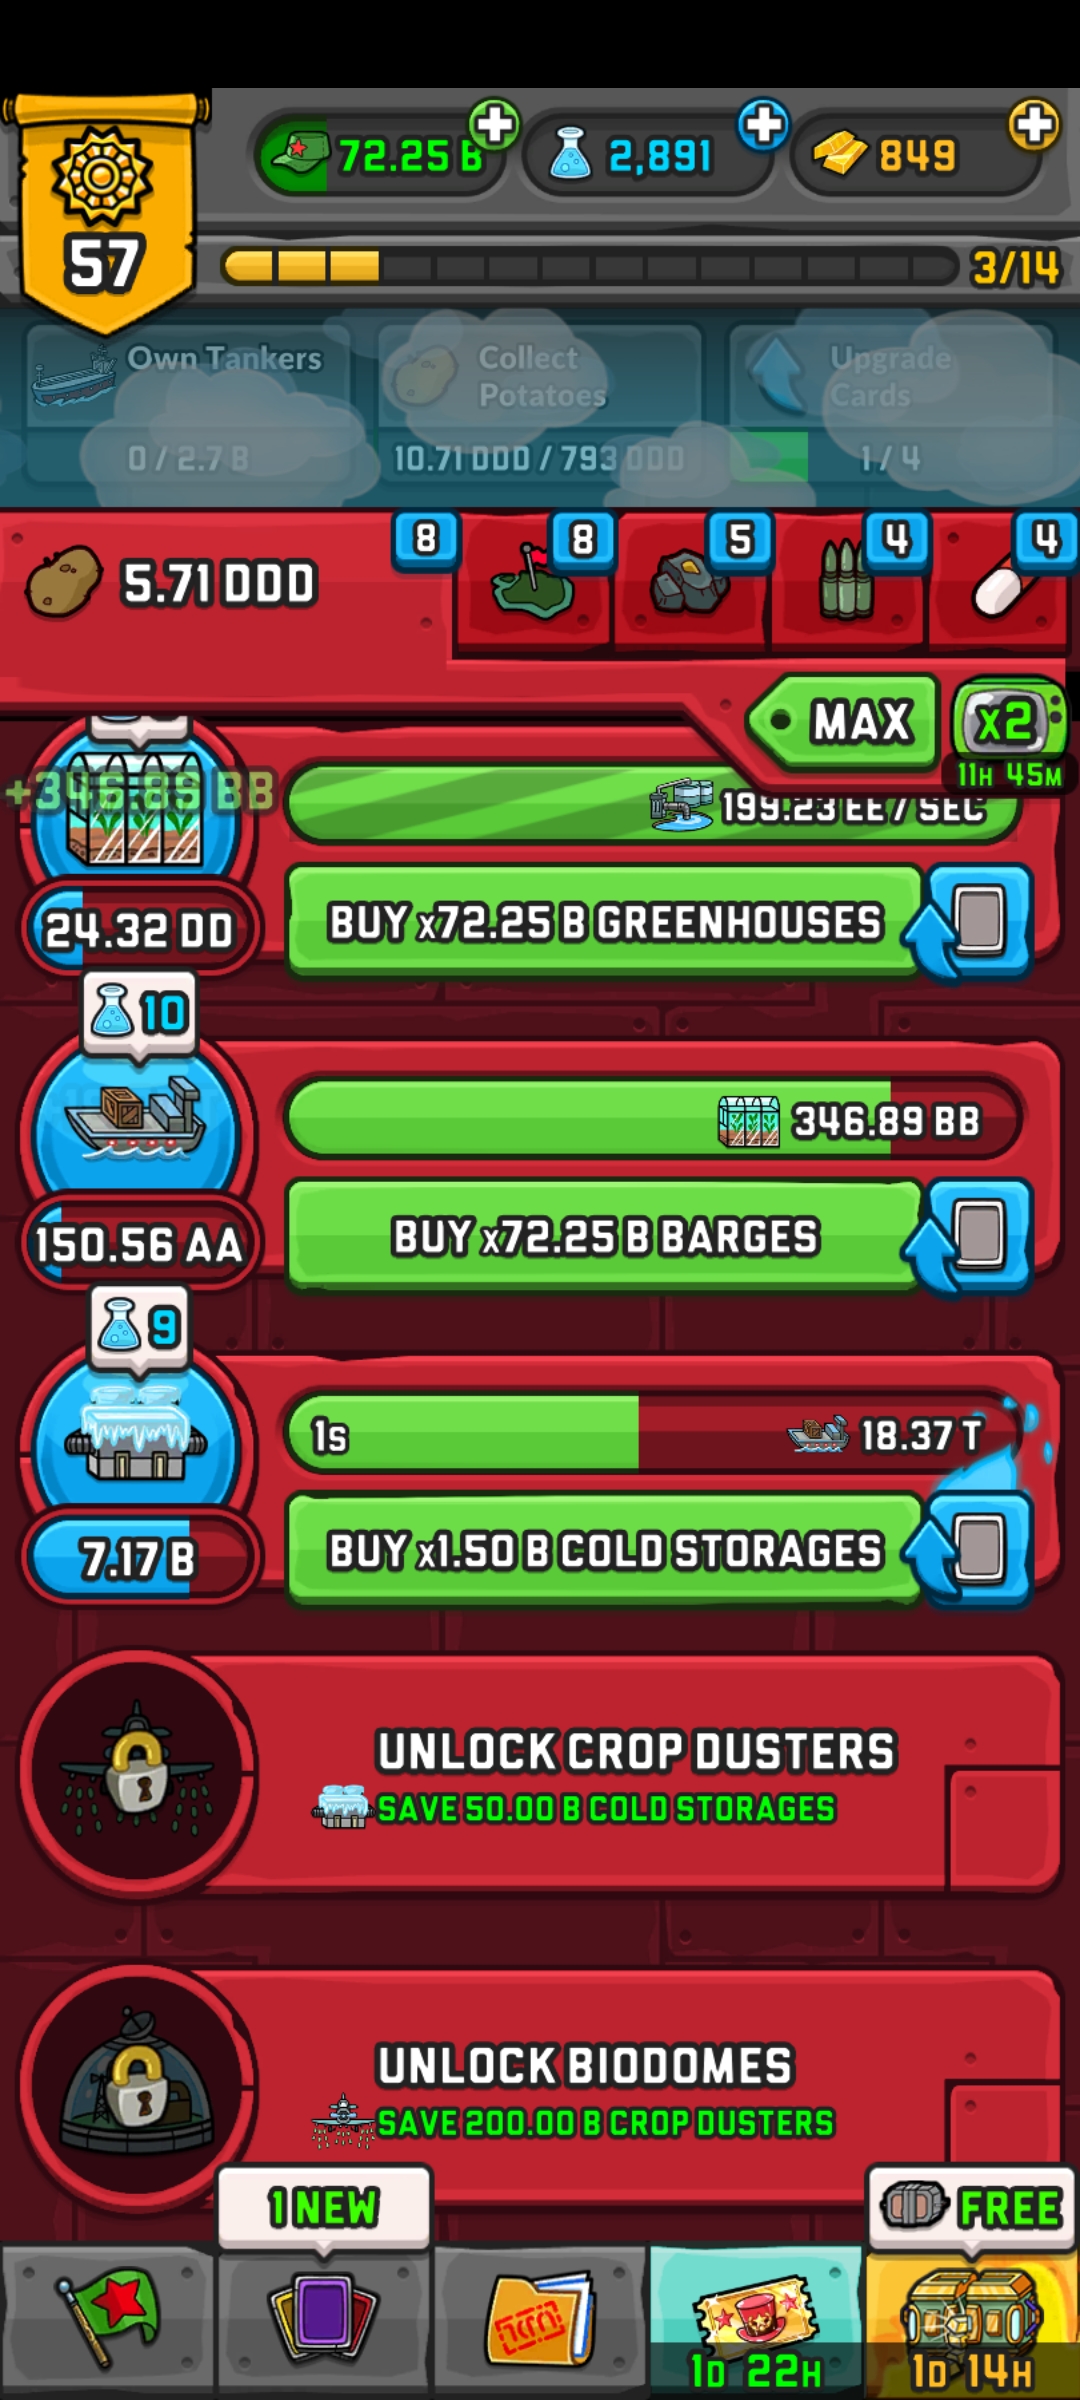 72.25 B
2,891
849
57
3/14
Own Tankers
Collect
Potatoes
Upgrade
Cards
0 / 2.7 B
10.71 DDD / 793 DDD
1 / 4
5.71 DDD
8
8
5
4
4
MAX
x2
11H 45M
+346.89 BB
199.23 EE / SEC
BUY x72.25 B GREENHOUSES
24.32 DD
10
346.89 BB
BUY x72.25 B BARGES
150.56 AA
9
1s
18.37 T
BUY x1.50 B COLD STORAGES
7.17 B
UNLOCK CROP DUSTERS
SAVE 50.00 B COLD STORAGES
UNLOCK BIODOMES
SAVE 200.00 B CROP DUSTERS
1 NEW
FREE
1D 22H
1D 14H